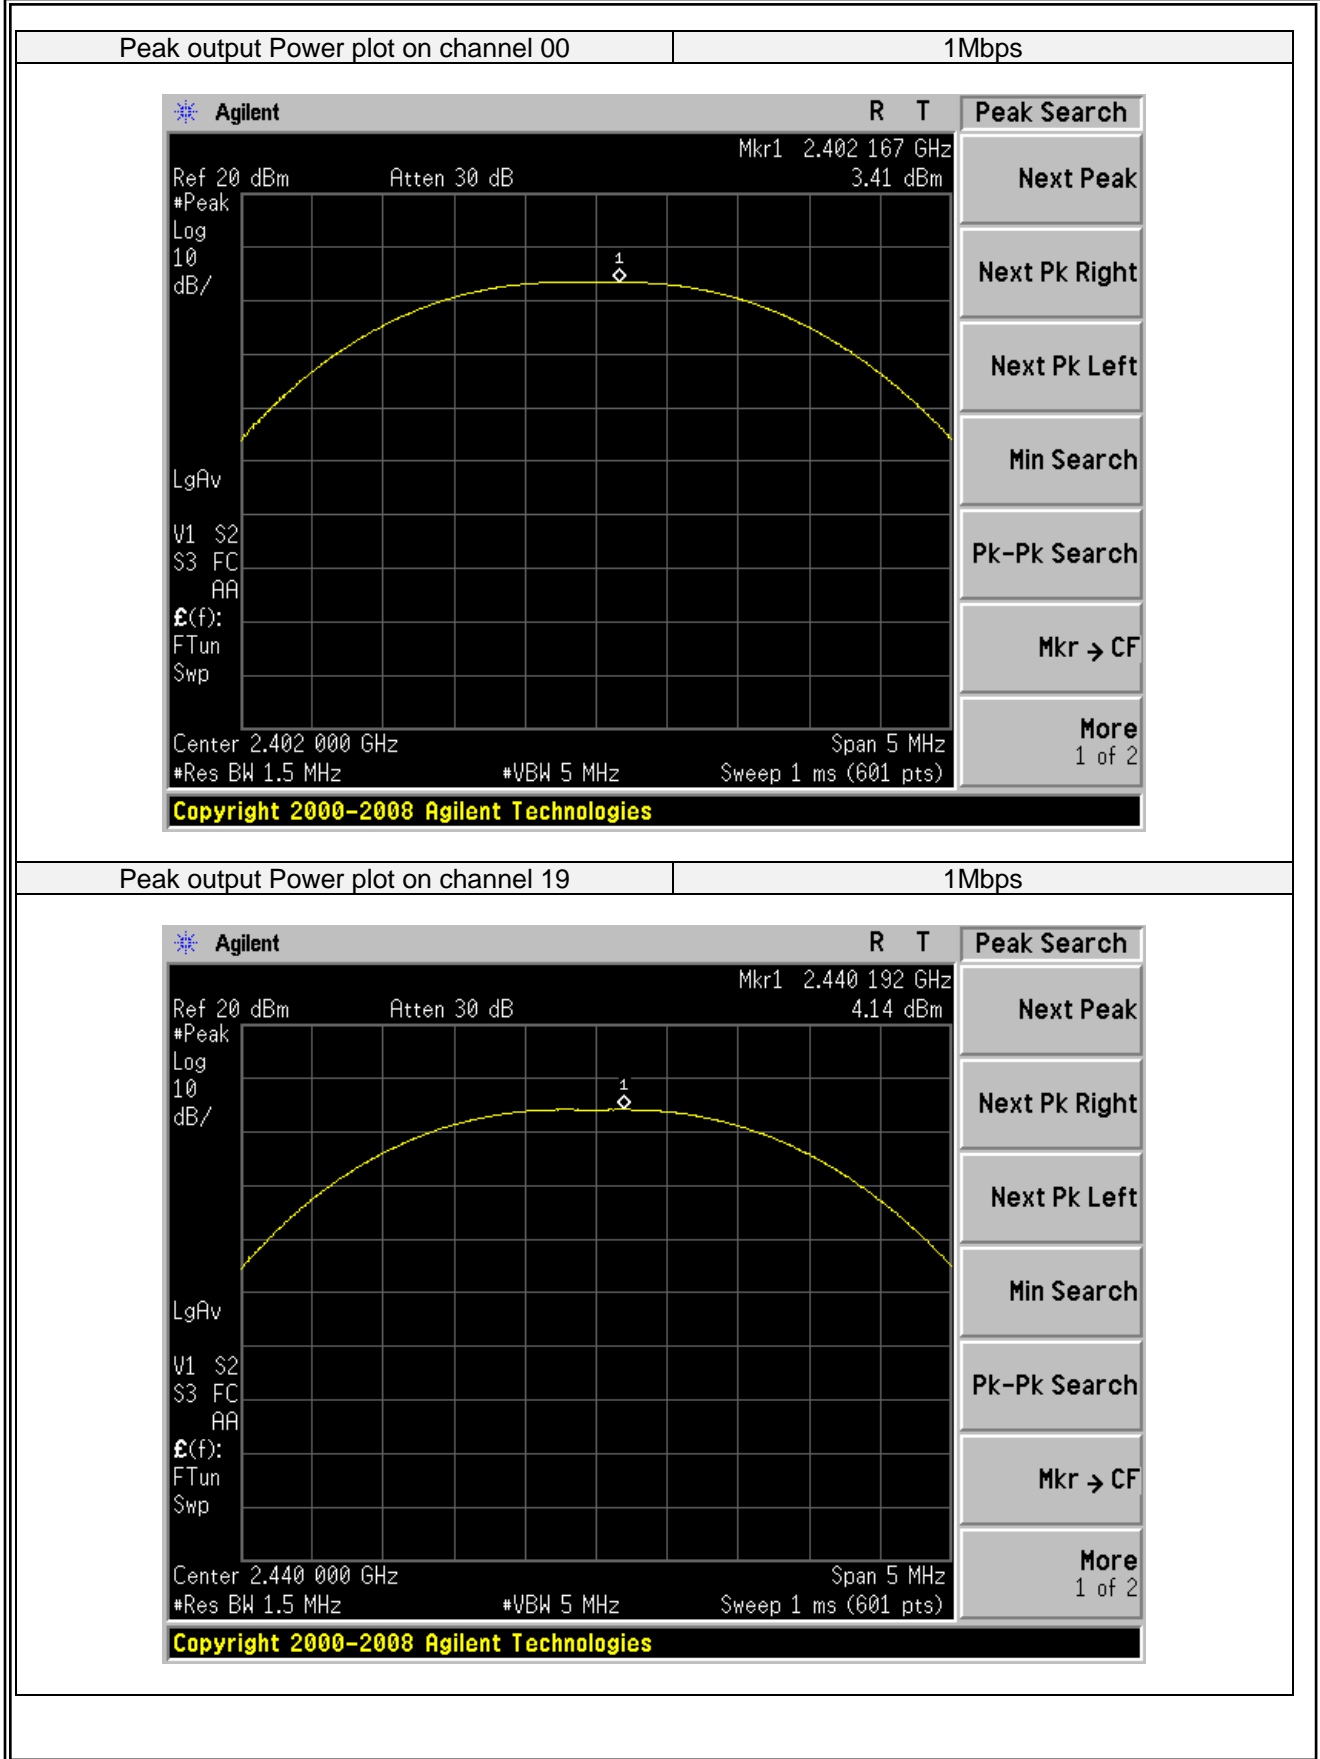 Peak output Power plot on channel 00 1Mbps
Agilent R T Peak Search
Mkr1 2.402 167 GHz
Ref 20 dBm Atten 30 dB 3.41 dBm Next Peak
#Peak
Log
10
dB/
1
Next Pk Right
Next Pk Left
Min Search
LgAv
V1 S2
S3 FC
AA
Pk-Pk Search
£(f):
FTun
Swp
Mkr → CF
Center 2.402 000 GHz Span 5 MHz
#Res BW 1.5 MHz #VBW 5 MHz Sweep 1 ms (601 pts)
More
1 of 2
Copyright 2000-2008 Agilent Technologies
Peak output Power plot on channel 19 1Mbps
Agilent R T Peak Search
Mkr1 2.440 192 GHz
Ref 20 dBm Atten 30 dB 4.14 dBm Next Peak
#Peak
Log
10
dB/
1
Next Pk Right
Next Pk Left
Min Search
LgAv
V1 S2
S3 FC
AA
Pk-Pk Search
£(f):
FTun
Swp
Mkr → CF
Center 2.440 000 GHz Span 5 MHz
#Res BW 1.5 MHz #VBW 5 MHz Sweep 1 ms (601 pts)
More
1 of 2
Copyright 2000-2008 Agilent Technologies